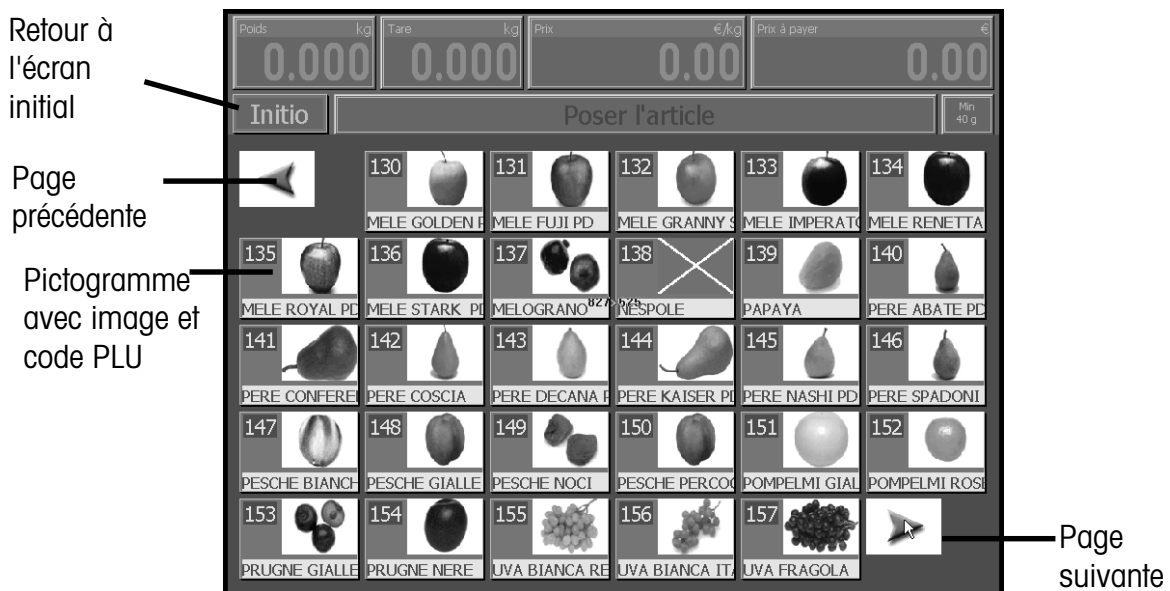 Retour à
l'écran
initial
Page
précédente
Pictogramme
avec image et
code PLU
Poids kg Tare kg Prix €/kg Prix à payer €
0.000 0.000 0.00 0.00
Initio Poser l'article Min
40 g
130 131 132 133 134
MELE GOLDEN P MELE FUJI PD MELE GRANNY S MELE IMPERATO MELE RENETTA
135 136 137 138 139 140
827>525
MELE ROYAL PD MELE STARK PD MELOGRANO NESPOLE PAPAYA PERE ABATE PD
141 142 143 144 145 146
PERE CONFEREI PERE COSCIA PERE DECANA P PERE KAISER PD PERE NASHI PD PERE SPADONI
147 148 149 150 151 152
PESCHE BIANCH PESCHE GIALLE PESCHE NOCI PESCHE PERCOC POMPELMI GIAL POMPELMI ROSE
153 154 155 156 157
PRUGNE GIALLE PRUGNE NERE UVA BIANCA RE UVA BIANCA ITA UVA FRAGOLA
Page
suivante